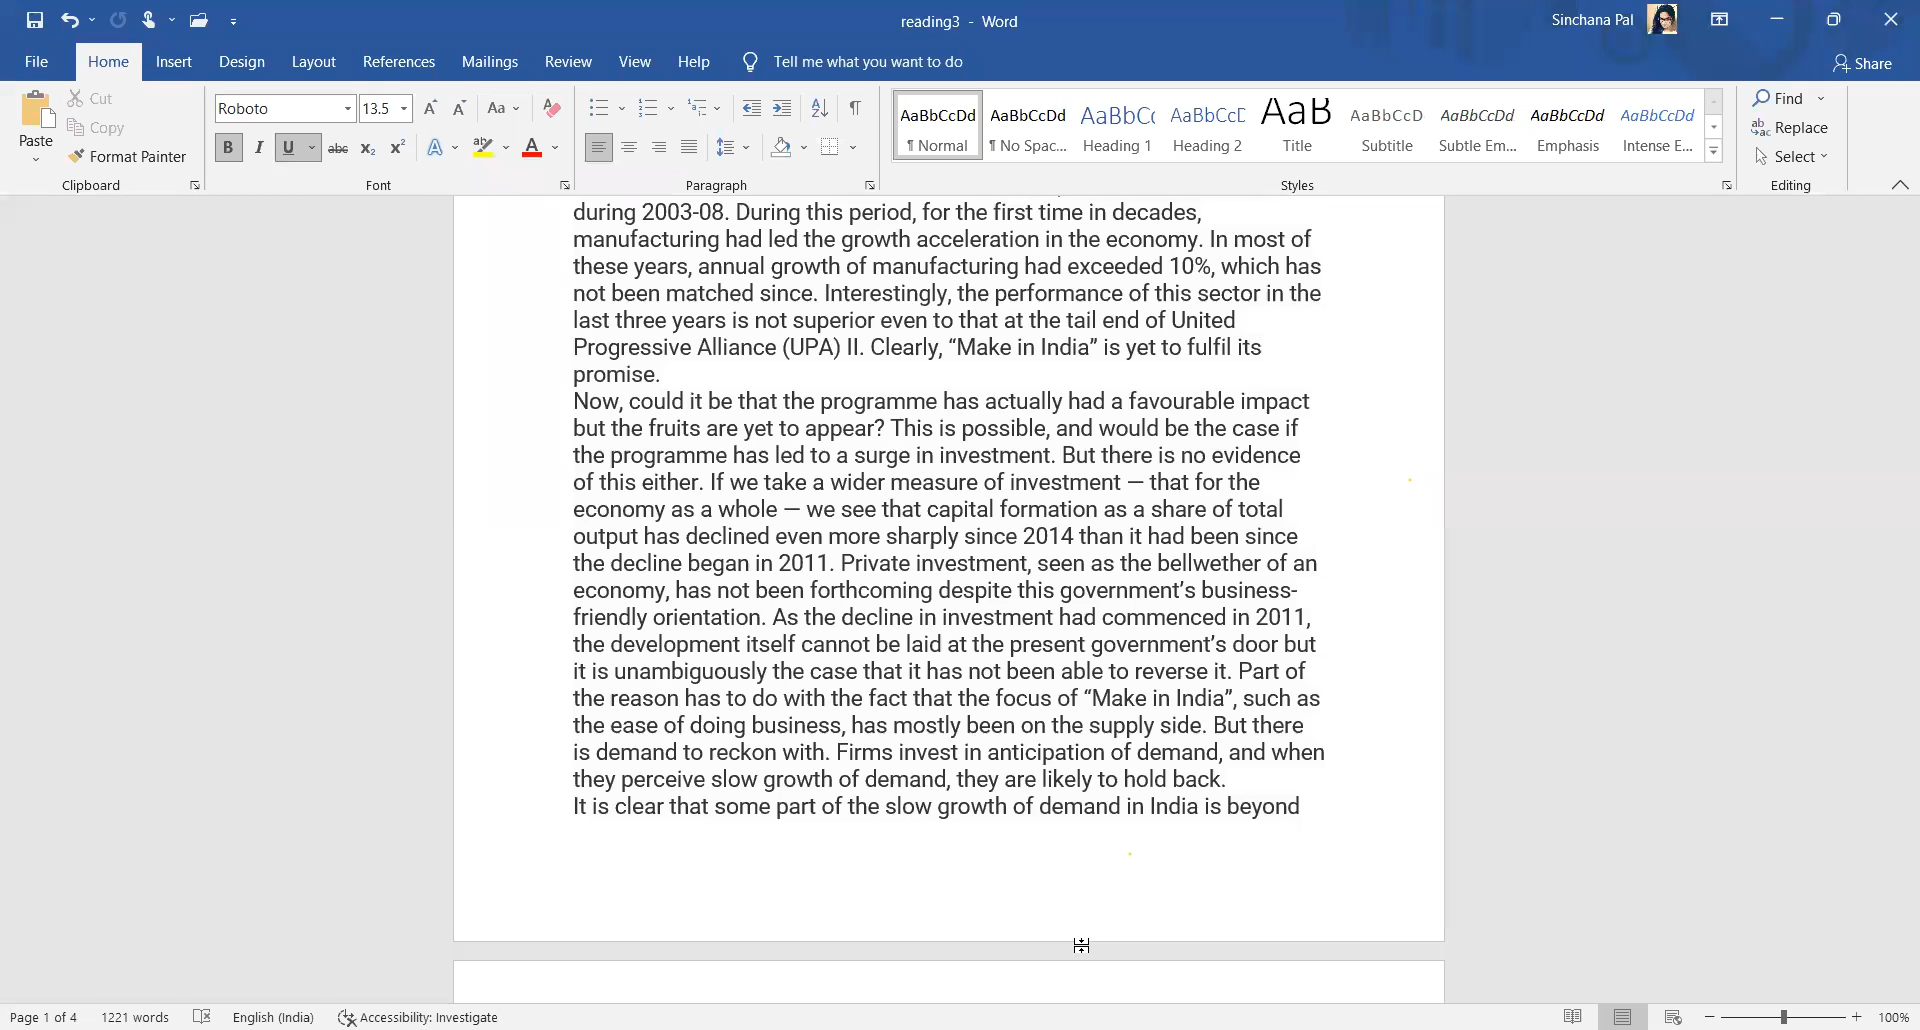 reading3 - Word
Sinchana Pal
File Home Insert Design Layout References Mailings Review View Help Tell me what you want to do
Share
Paste
Cut
Copy
Format Painter
Clipboard
Roboto 13.5
Aa
B I U abc x₂ x² A ab A
Font
Paragraph
AaBbCcDd AaBbCcDd AaBbCc AaBbCcD AaB AaBbCcD AaBbCcDd AaBbCcDd AaBbCcDd
¶ Normal ¶ No Spac... Heading 1 Heading 2 Title Subtitle Subtle Em... Emphasis Intense E...
Styles
Find
Replace
Select
Editing
during 2003-08. During this period, for the first time in decades,
manufacturing had led the growth acceleration in the economy. In most of
these years, annual growth of manufacturing had exceeded 10%, which has
not been matched since. Interestingly, the performance of this sector in the
last three years is not superior even to that at the tail end of United
Progressive Alliance (UPA) II. Clearly, “Make in India” is yet to fulfil its
promise.
Now, could it be that the programme has actually had a favourable impact
but the fruits are yet to appear? This is possible, and would be the case if
the programme has led to a surge in investment. But there is no evidence
of this either. If we take a wider measure of investment — that for the
economy as a whole — we see that capital formation as a share of total
output has declined even more sharply since 2014 than it had been since
the decline began in 2011. Private investment, seen as the bellwether of an
economy, has not been forthcoming despite this government’s business-
friendly orientation. As the decline in investment had commenced in 2011,
the development itself cannot be laid at the present government’s door but
it is unambiguously the case that it has not been able to reverse it. Part of
the reason has to do with the fact that the focus of “Make in India”, such as
the ease of doing business, has mostly been on the supply side. But there
is demand to reckon with. Firms invest in anticipation of demand, and when
they perceive slow growth of demand, they are likely to hold back.
It is clear that some part of the slow growth of demand in India is beyond
Page 1 of 4 1221 words English (India) Accessibility: Investigate 100%